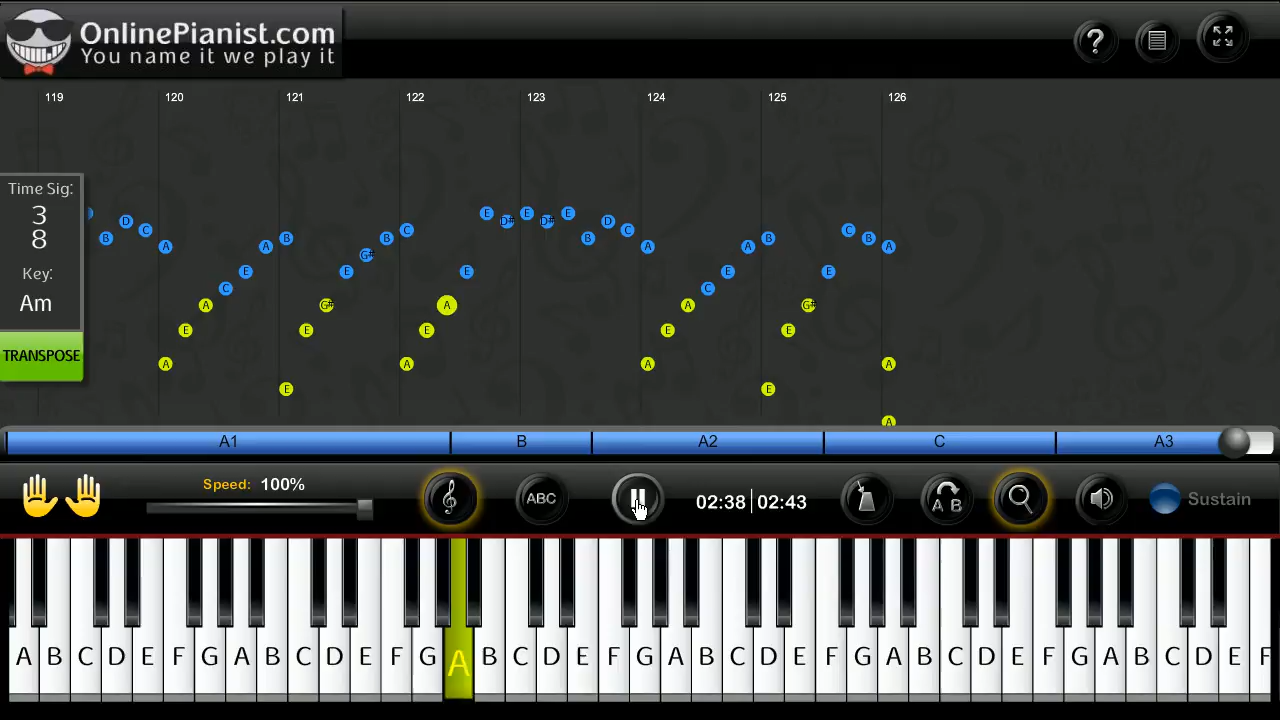 OnlinePianist.com
You name it we play it
?
119 120 121 122 123 124 125 126
Time Sig:
3
8
Key:
Am
TRANSPOSE
B D C A A E A C E A B E E G# E G# B C A E A E E D# E D# E B D C A A E A C E A B E E G# E C B A A A
A1 B A2 C A3
Speed: 100%
ABC
02:38 02:43
A B
Sustain
A B C D E F G A B C D E F G A B C D E F G A B C D E F G A B C D E F G A B C D E F